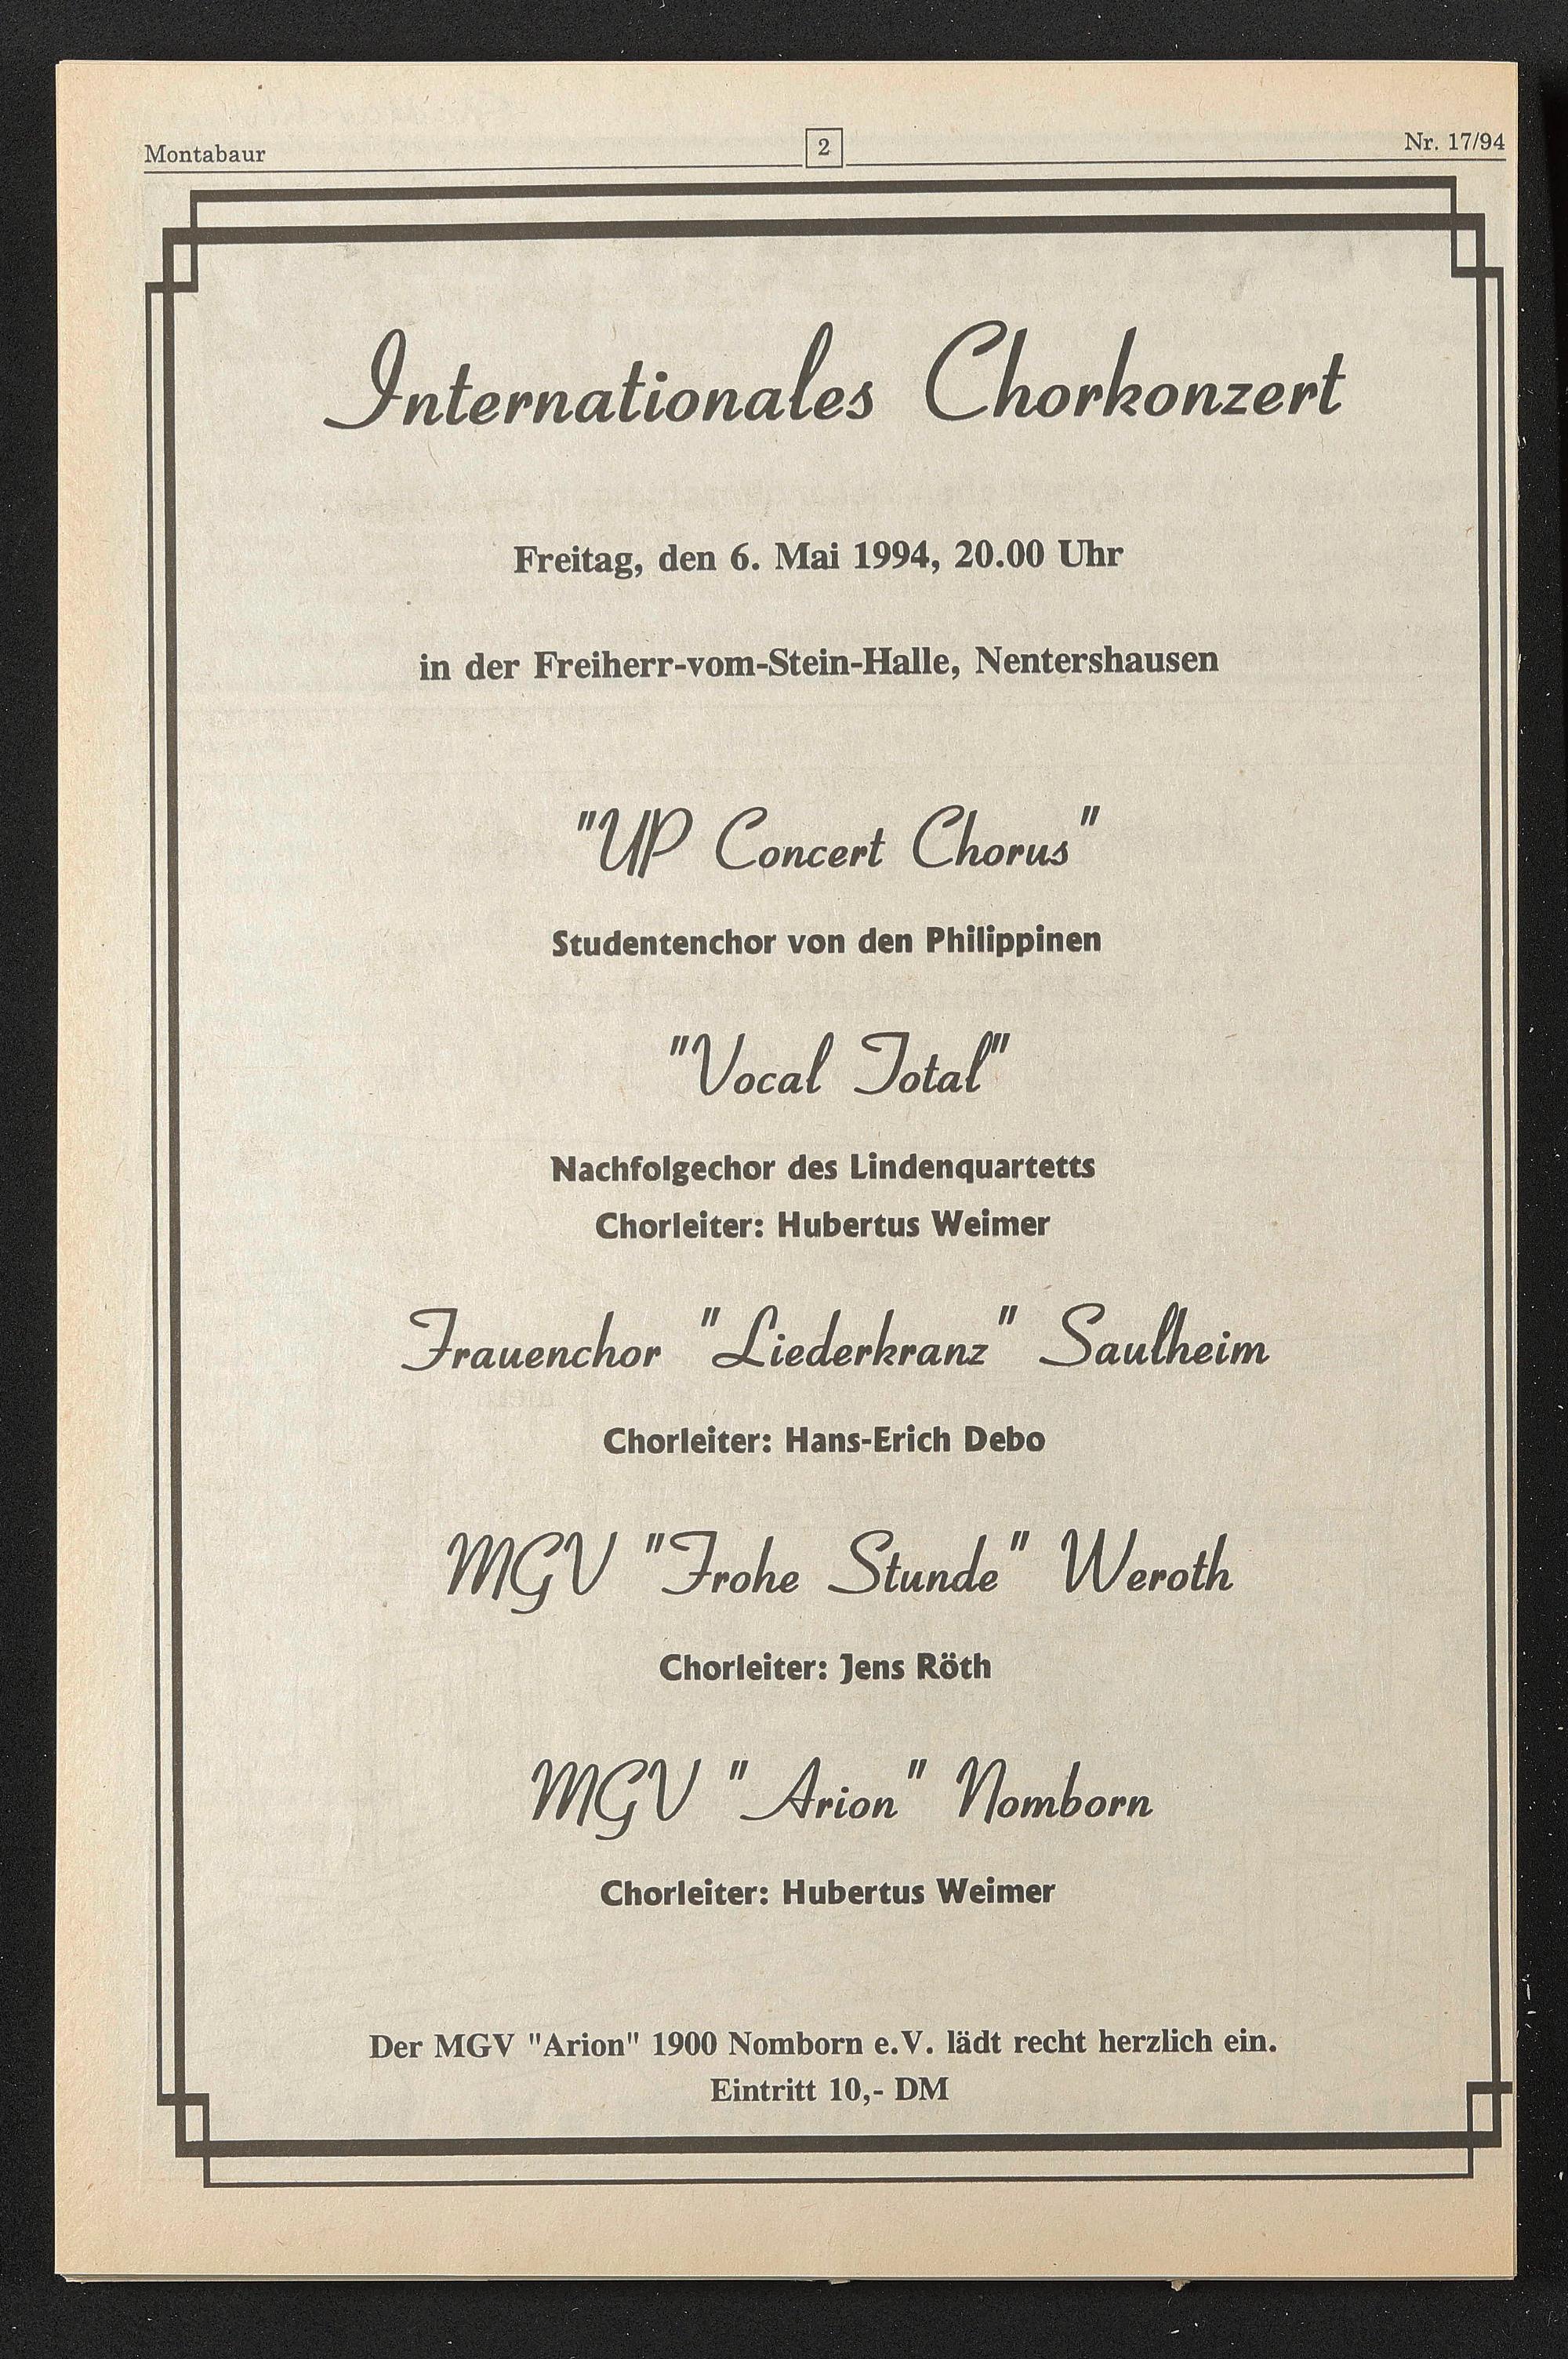 Montabaur
2
Nr. 17/94
Internationales Chorkonzert
Freitag, den 6. Mai 1994, 20.00 Uhr
in der Freiherr-vom-Stein-Halle, Nentershausen
"UP Concert Chorus"
Studentenchor von den Philippinen
"Vocal Total"
Nachfolgechor des Lindenquartetts
Chorleiter: Hubertus Weimer
Frauenchor "Liederkranz" Saulheim
Chorleiter: Hans-Erich Debo
MGV "Frohe Stunde" Weroth
Chorleiter: Jens Röth
MGV "Arion" Nomborn
Chorleiter: Hubertus Weimer
Der MGV "Arion" 1900 Nomborn e.V. lädt recht herzlich ein.
Eintritt 10,- DM